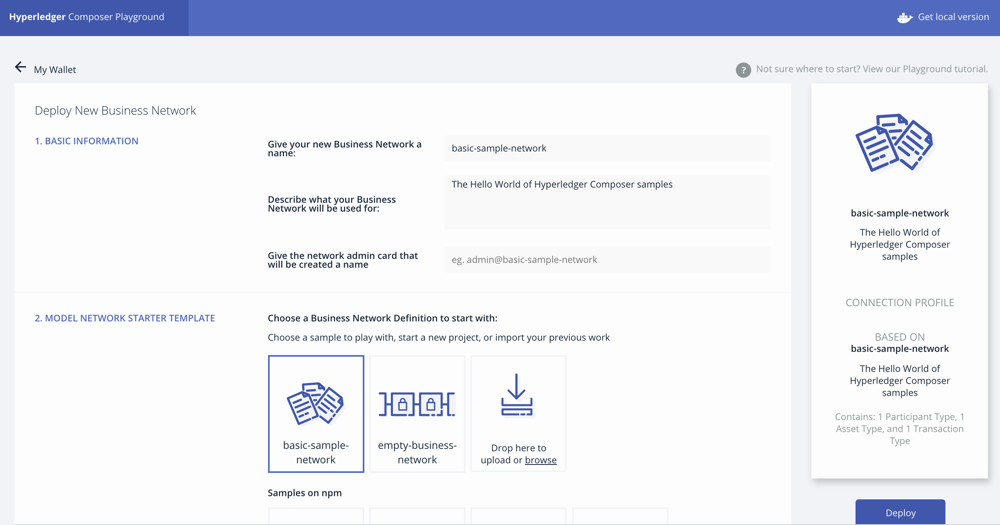 Hyperledger Composer Playground
Get local version
My Wallet
? Not sure where to start? View our Playground tutorial.
Deploy New Business Network
1. BASIC INFORMATION
Give your new Business Network a
name:
basic-sample-network
Describe what your Business
Network will be used for:
The Hello World of Hyperledger Composer samples
Give the network admin card that
will be created a name
eg. admin@basic-sample-network
2. MODEL NETWORK STARTER TEMPLATE
Choose a Business Network Definition to start with:
Choose a sample to play with, start a new project, or import your previous work
basic-sample-
network
empty-business-
network
Drop here to
upload or browse
Samples on npm
basic-sample-network
The Hello World of
Hyperledger Composer
samples
CONNECTION PROFILE
BASED ON
basic-sample-network
The Hello World of
Hyperledger Composer
samples
Contains: 1 Participant Type, 1
Asset Type, and 1 Transaction
Type
Deploy